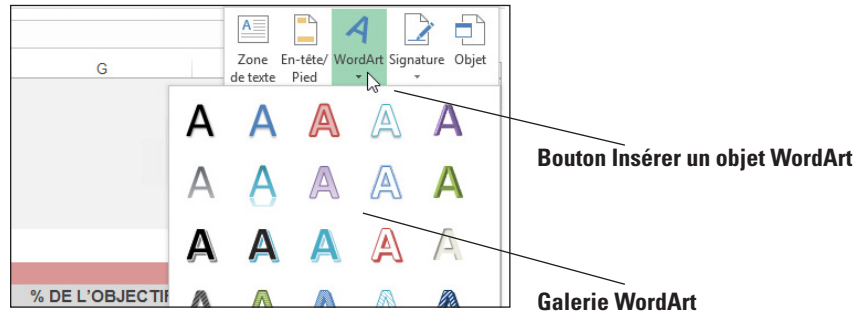 Zone
de texte
En-tête/
Pied
WordArt
Signature
Objet
G
A A A A A
A A A A A
A A A A A
% DE L'OBJECTIF
A A A A A
Bouton Insérer un objet WordArt
Galerie WordArt